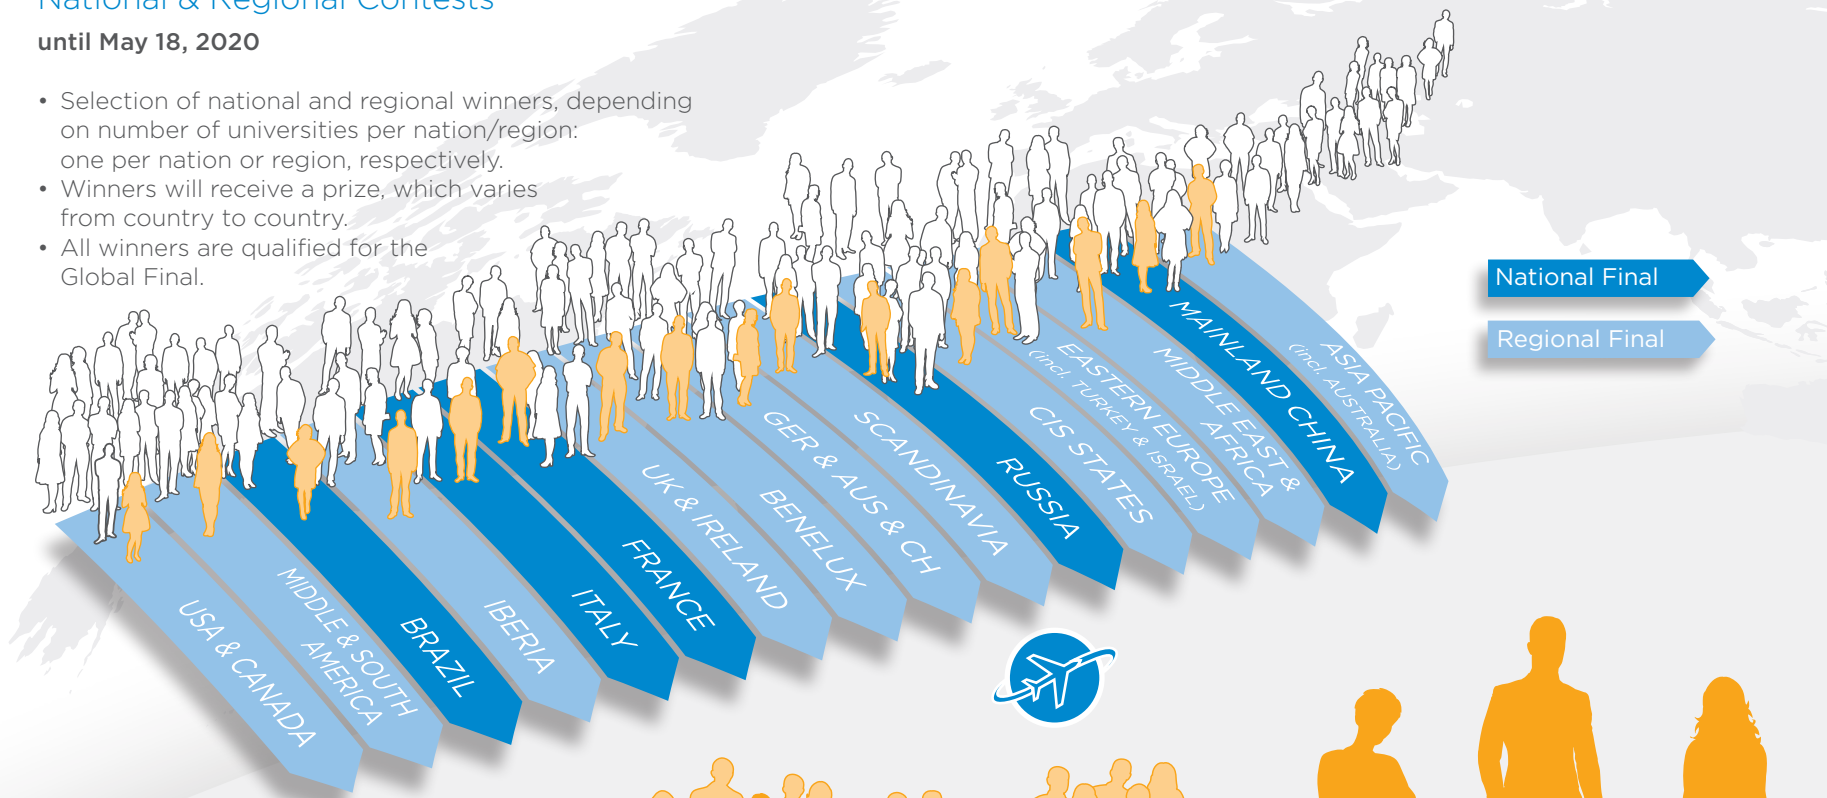 National & Regional Contests
until May 18, 2020
• Selection of national and regional winners, depending
on number of universities per nation/region:
one per nation or region, respectively.
• Winners will receive a prize, which varies
from country to country.
• All winners are qualified for the
Global Final.
National Final
Regional Final
USA & CANADA
MIDDLE & SOUTH
AMERICA
BRAZIL
IBERIA
ITALY
FRANCE
UK & IRELAND
BENELUX
GER & AUS & CH
SCANDINAVIA
RUSSIA
CIS STATES
EASTERN EUROPE
(incl. TURKEY & ISRAEL)
MIDDLE EAST &
AFRICA
MAINLAND CHINA
ASIA PACIFIC
(incl. AUSTRALIA)